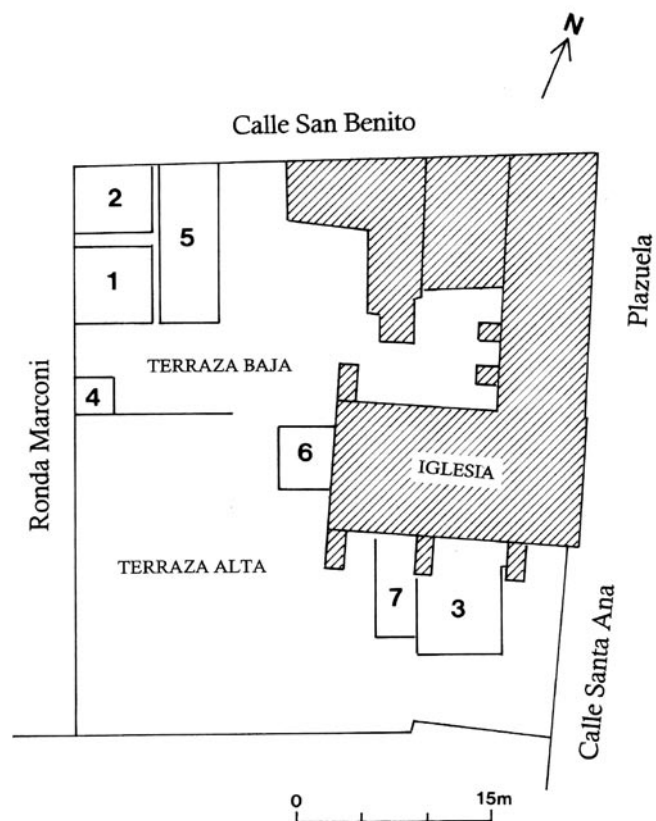 N
Calle San Benito
2
5
1
Plazuela
TERRAZA BAJA
4
Ronda Marconi
6
IGLESIA
TERRAZA ALTA
7
3
Calle Santa Ana
0 15m